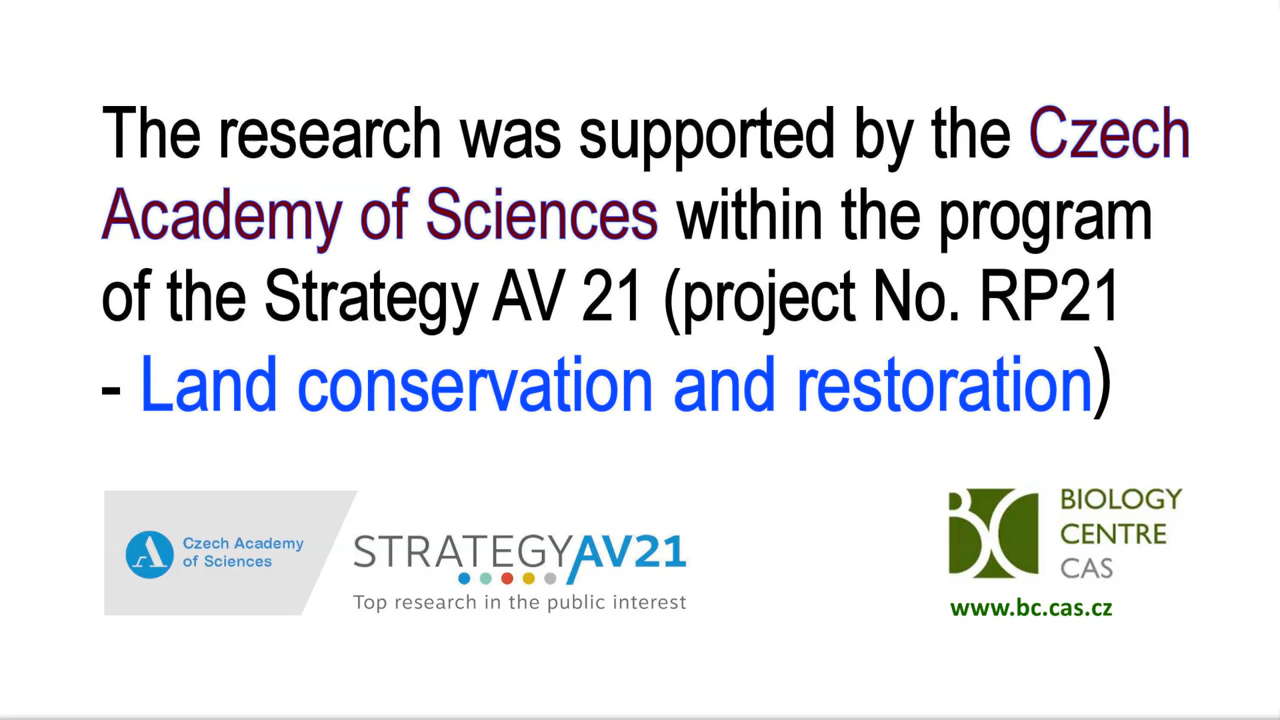 The research was supported by the Czech
Academy of Sciences within the program
of the Strategy AV 21 (project No. RP21
- Land conservation and restoration)
Czech Academy
of Sciences
STRATEGYAV21
Top research in the public interest
BC
BIOLOGY
CENTRE
CAS
www.bc.cas.cz